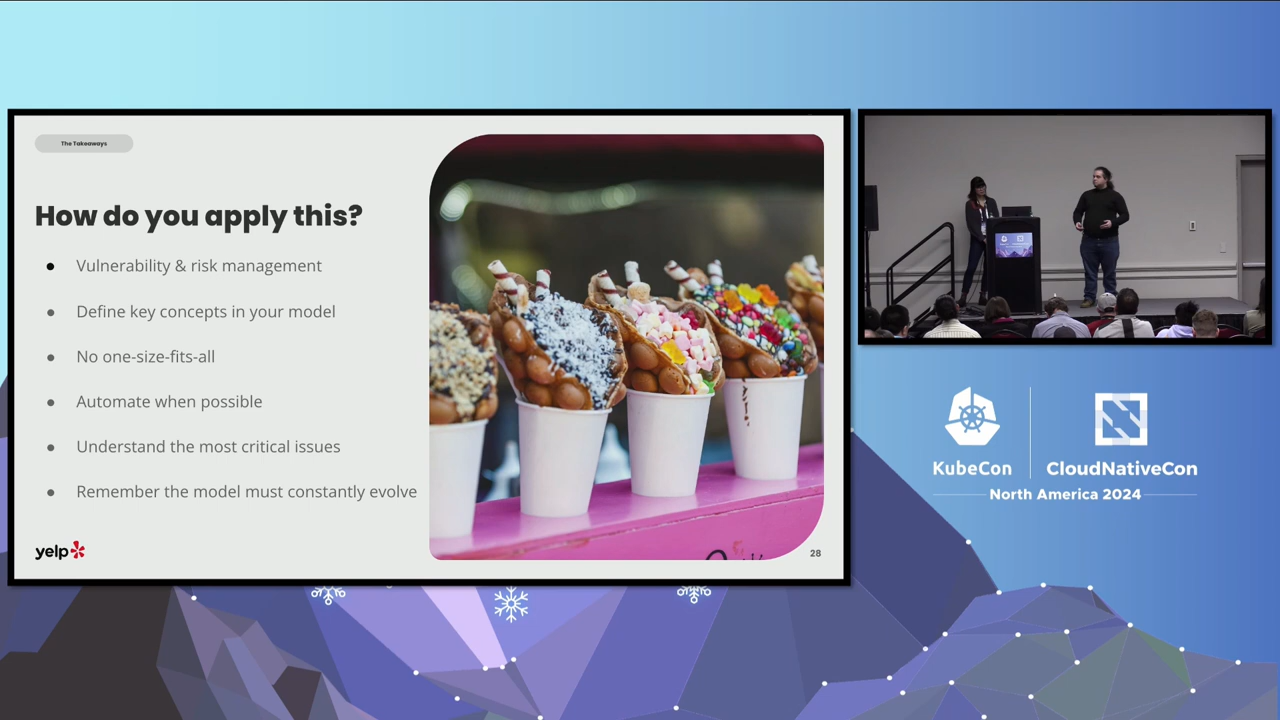 The Takeaways
How do you apply this?
Vulnerability & risk management
Define key concepts in your model
No one-size-fits-all
Automate when possible
Understand the most critical issues
Remember the model must constantly evolve
yelp
28
KubeCon
CloudNativeCon
North America 2024